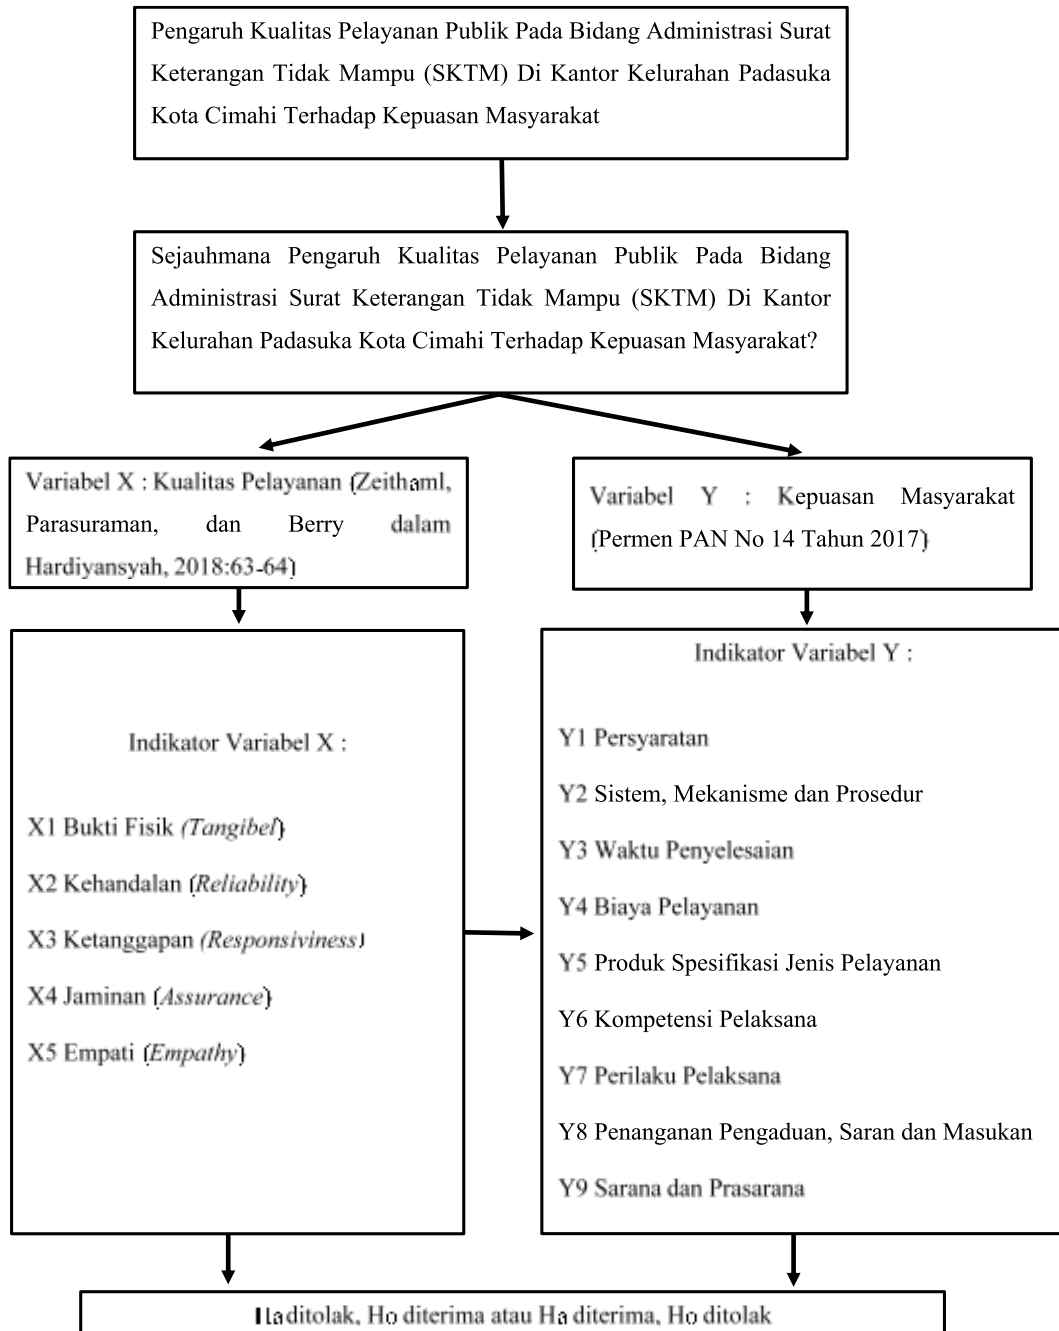 Pengaruh Kualitas Pelayanan Publik Pada Bidang Administrasi Surat
Keterangan Tidak Mampu (SKTM) Di Kantor Kelurahan Padasuka
Kota Cimahi Terhadap Kepuasan Masyarakat
Sejauhmana Pengaruh Kualitas Pelayanan Publik Pada Bidang
Administrasi Surat Keterangan Tidak Mampu (SKTM) Di Kantor
Kelurahan Padasuka Kota Cimahi Terhadap Kepuasan Masyarakat?
Variabel X : Kualitas Pelayanan (Zeithaml,
Parasuraman, dan Berry dalam
Hardiyansyah, 2018:63-64)
Variabel Y : Kepuasan Masyarakat
(Permen PAN No 14 Tahun 2017)
Indikator Variabel X :
X1 Bukti Fisik (Tangibel)
X2 Kehandalan (Reliability)
X3 Ketanggapan (Responsiviness)
X4 Jaminan (Assurance)
X5 Empati (Empathy)
Indikator Variabel Y :
Y1 Persyaratan
Y2 Sistem, Mekanisme dan Prosedur
Y3 Waktu Penyelesaian
Y4 Biaya Pelayanan
Y5 Produk Spesifikasi Jenis Pelayanan
Y6 Kompetensi Pelaksana
Y7 Perilaku Pelaksana
Y8 Penanganan Pengaduan, Saran dan Masukan
Y9 Sarana dan Prasarana
Ha ditolak, Ho diterima atau Ha diterima, Ho ditolak